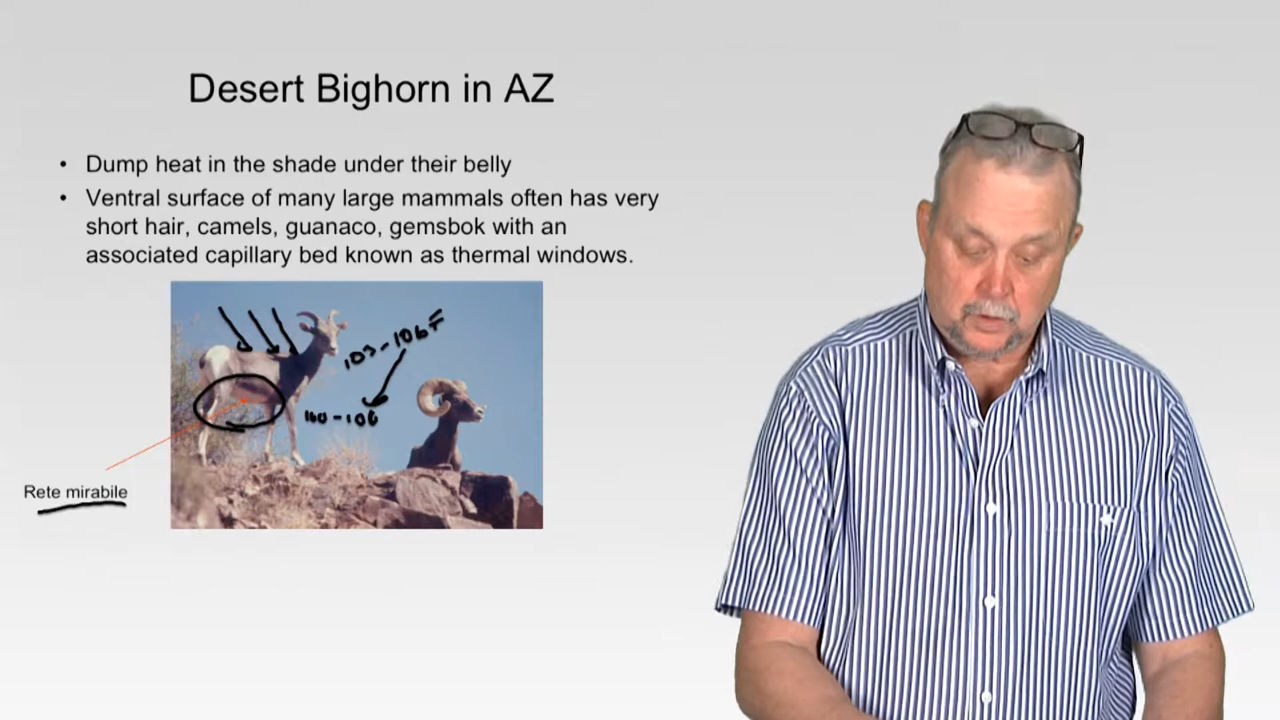 Desert Bighorn in AZ
• Dump heat in the shade under their belly
• Ventral surface of many large mammals often has very
short hair, camels, guanaco, gemsbok with an
associated capillary bed known as thermal windows.
103-106F
100-106
Rete mirabile